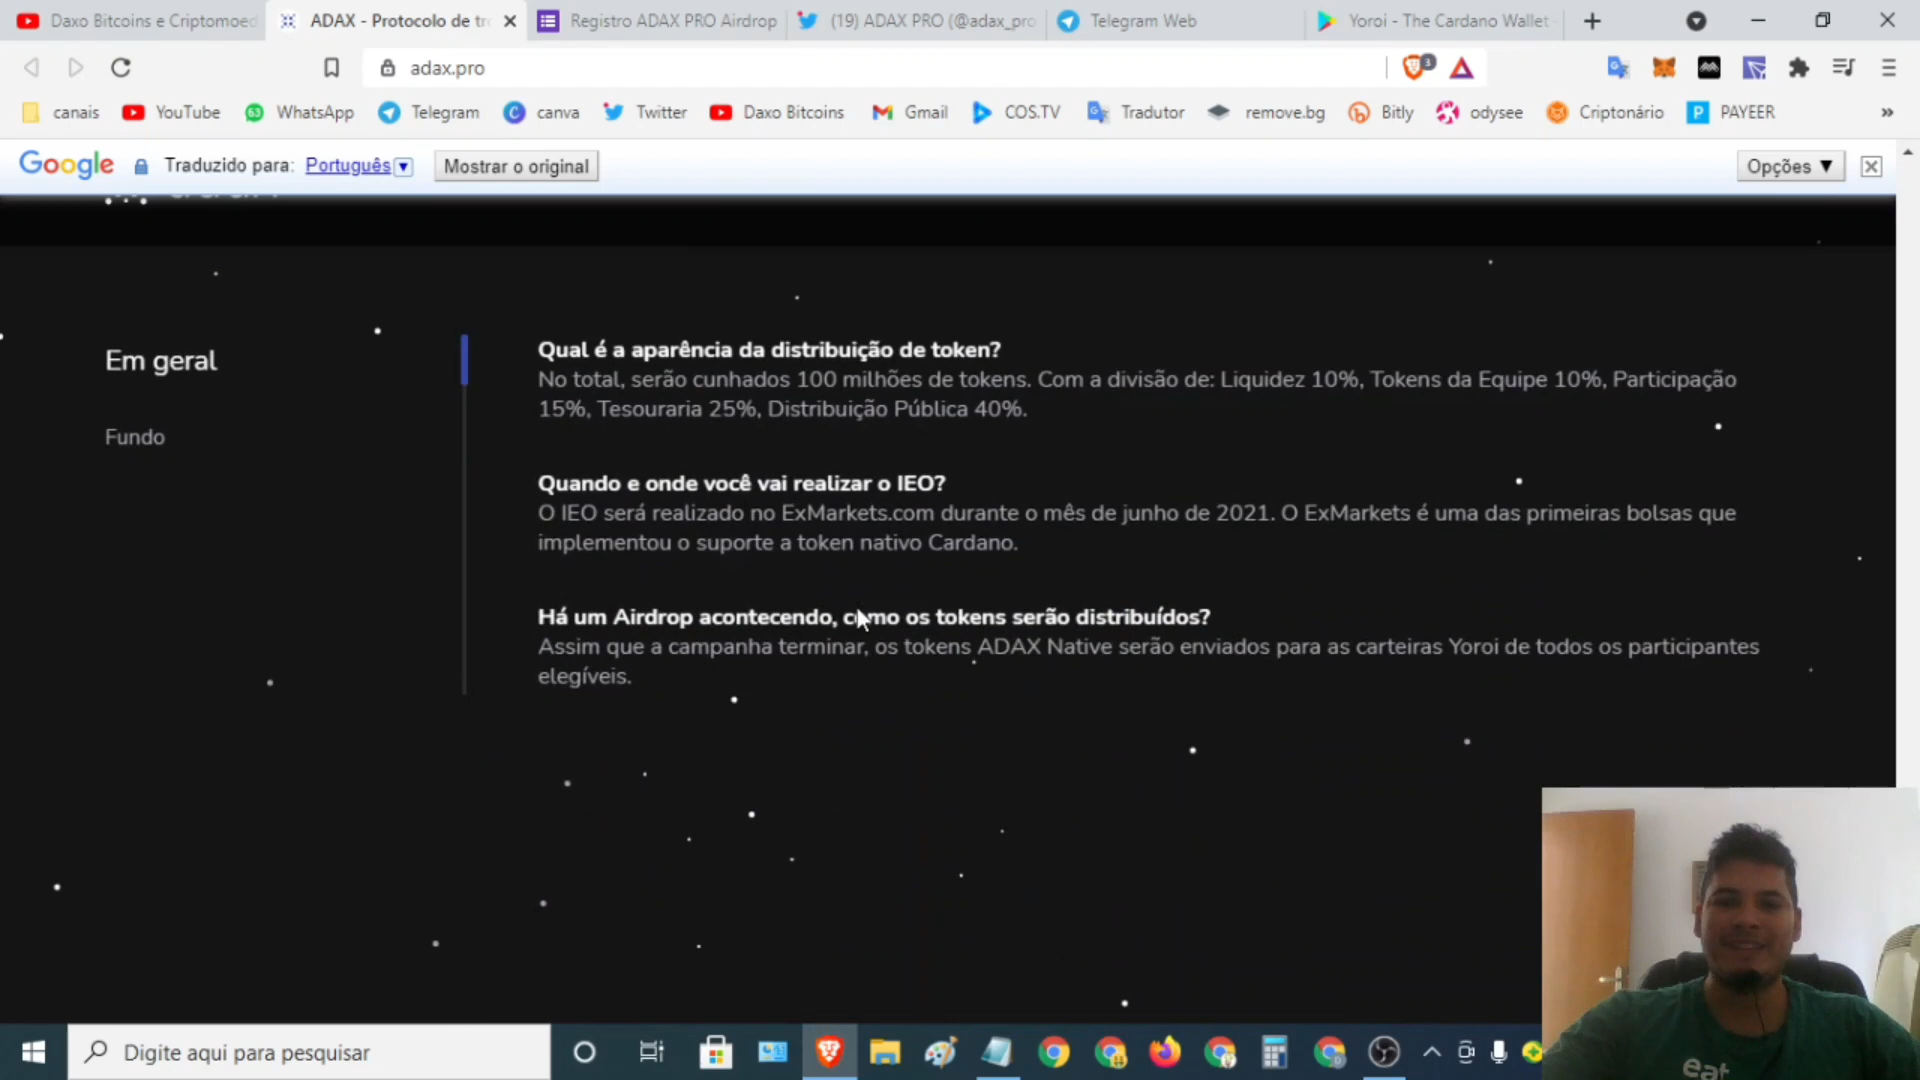 Daxo Bitcoins e Criptomoed
ADAX - Protocolo de tr
Registro ADAX PRO Airdrop
(19) ADAX PRO (@adax_pro
Telegram Web
Yoroi - The Cardano Wallet
adax.pro
3
canais
YouTube
63
WhatsApp
Telegram
canva
Twitter
Daxo Bitcoins
Gmail
COS.TV
Tradutor
remove.bg
Bitly
odysee
Criptonário
PAYEER
»
Google
Traduzido para:
Português
Mostrar o original
Opções ▼
Em geral
Fundo
Qual é a aparência da distribuição de token?
No total, serão cunhados 100 milhões de tokens. Com a divisão de: Liquidez 10%, Tokens da Equipe 10%, Participação
15%, Tesouraria 25%, Distribuição Pública 40%.
Quando e onde você vai realizar o IEO?
O IEO será realizado no ExMarkets.com durante o mês de junho de 2021. O ExMarkets é uma das primeiras bolsas que
implementou o suporte a token nativo Cardano.
Há um Airdrop acontecendo, como os tokens serão distribuídos?
Assim que a campanha terminar, os tokens ADAX Native serão enviados para as carteiras Yoroi de todos os participantes
elegíveis.
Digite aqui para pesquisar
eat